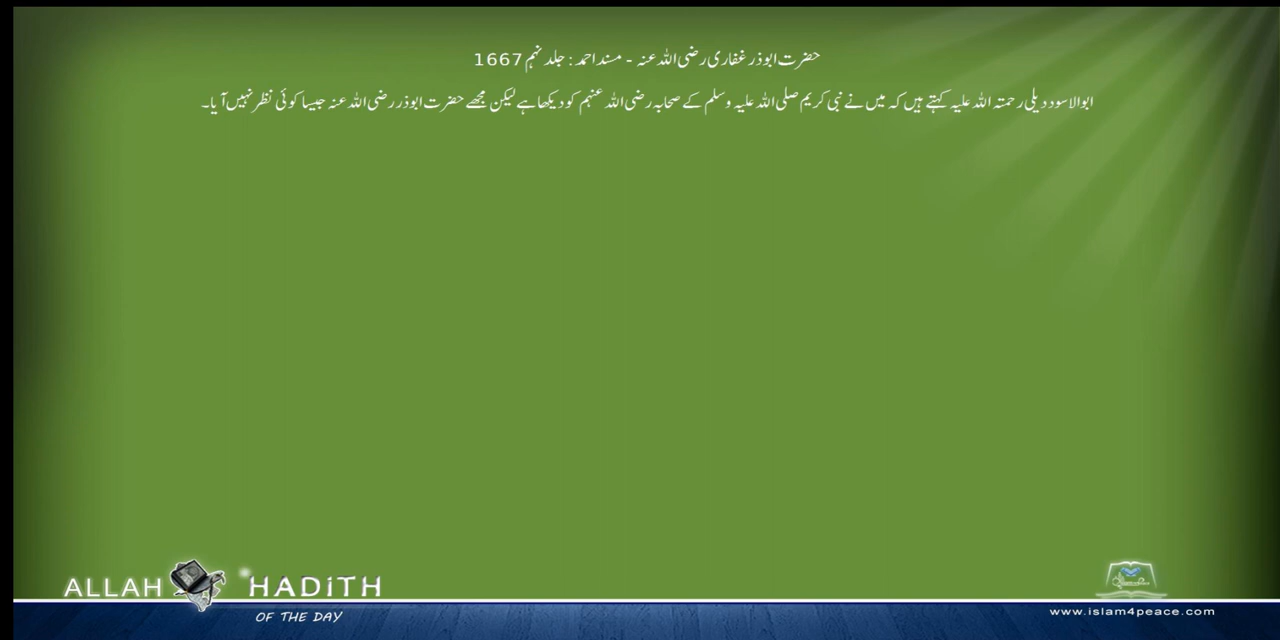 حضرت ابوذر غفاری رضی اللہ عنہ - مسند احمد : جلد نہم 1667
ابوالاسود دیلی رحمتہ اللہ علیہ کہتے ہیں کہ میں نے نبی کریم صلی اللہ علیہ وسلم کے صحابہ رضی اللہ عنہم کو دیکھا ہے لیکن مجھے حضرت ابوذر رضی اللہ عنہ جیسا کوئی نظر نہیں آیا۔
ALLAH HADiTH
OF THE DAY
www.islam4peace.com